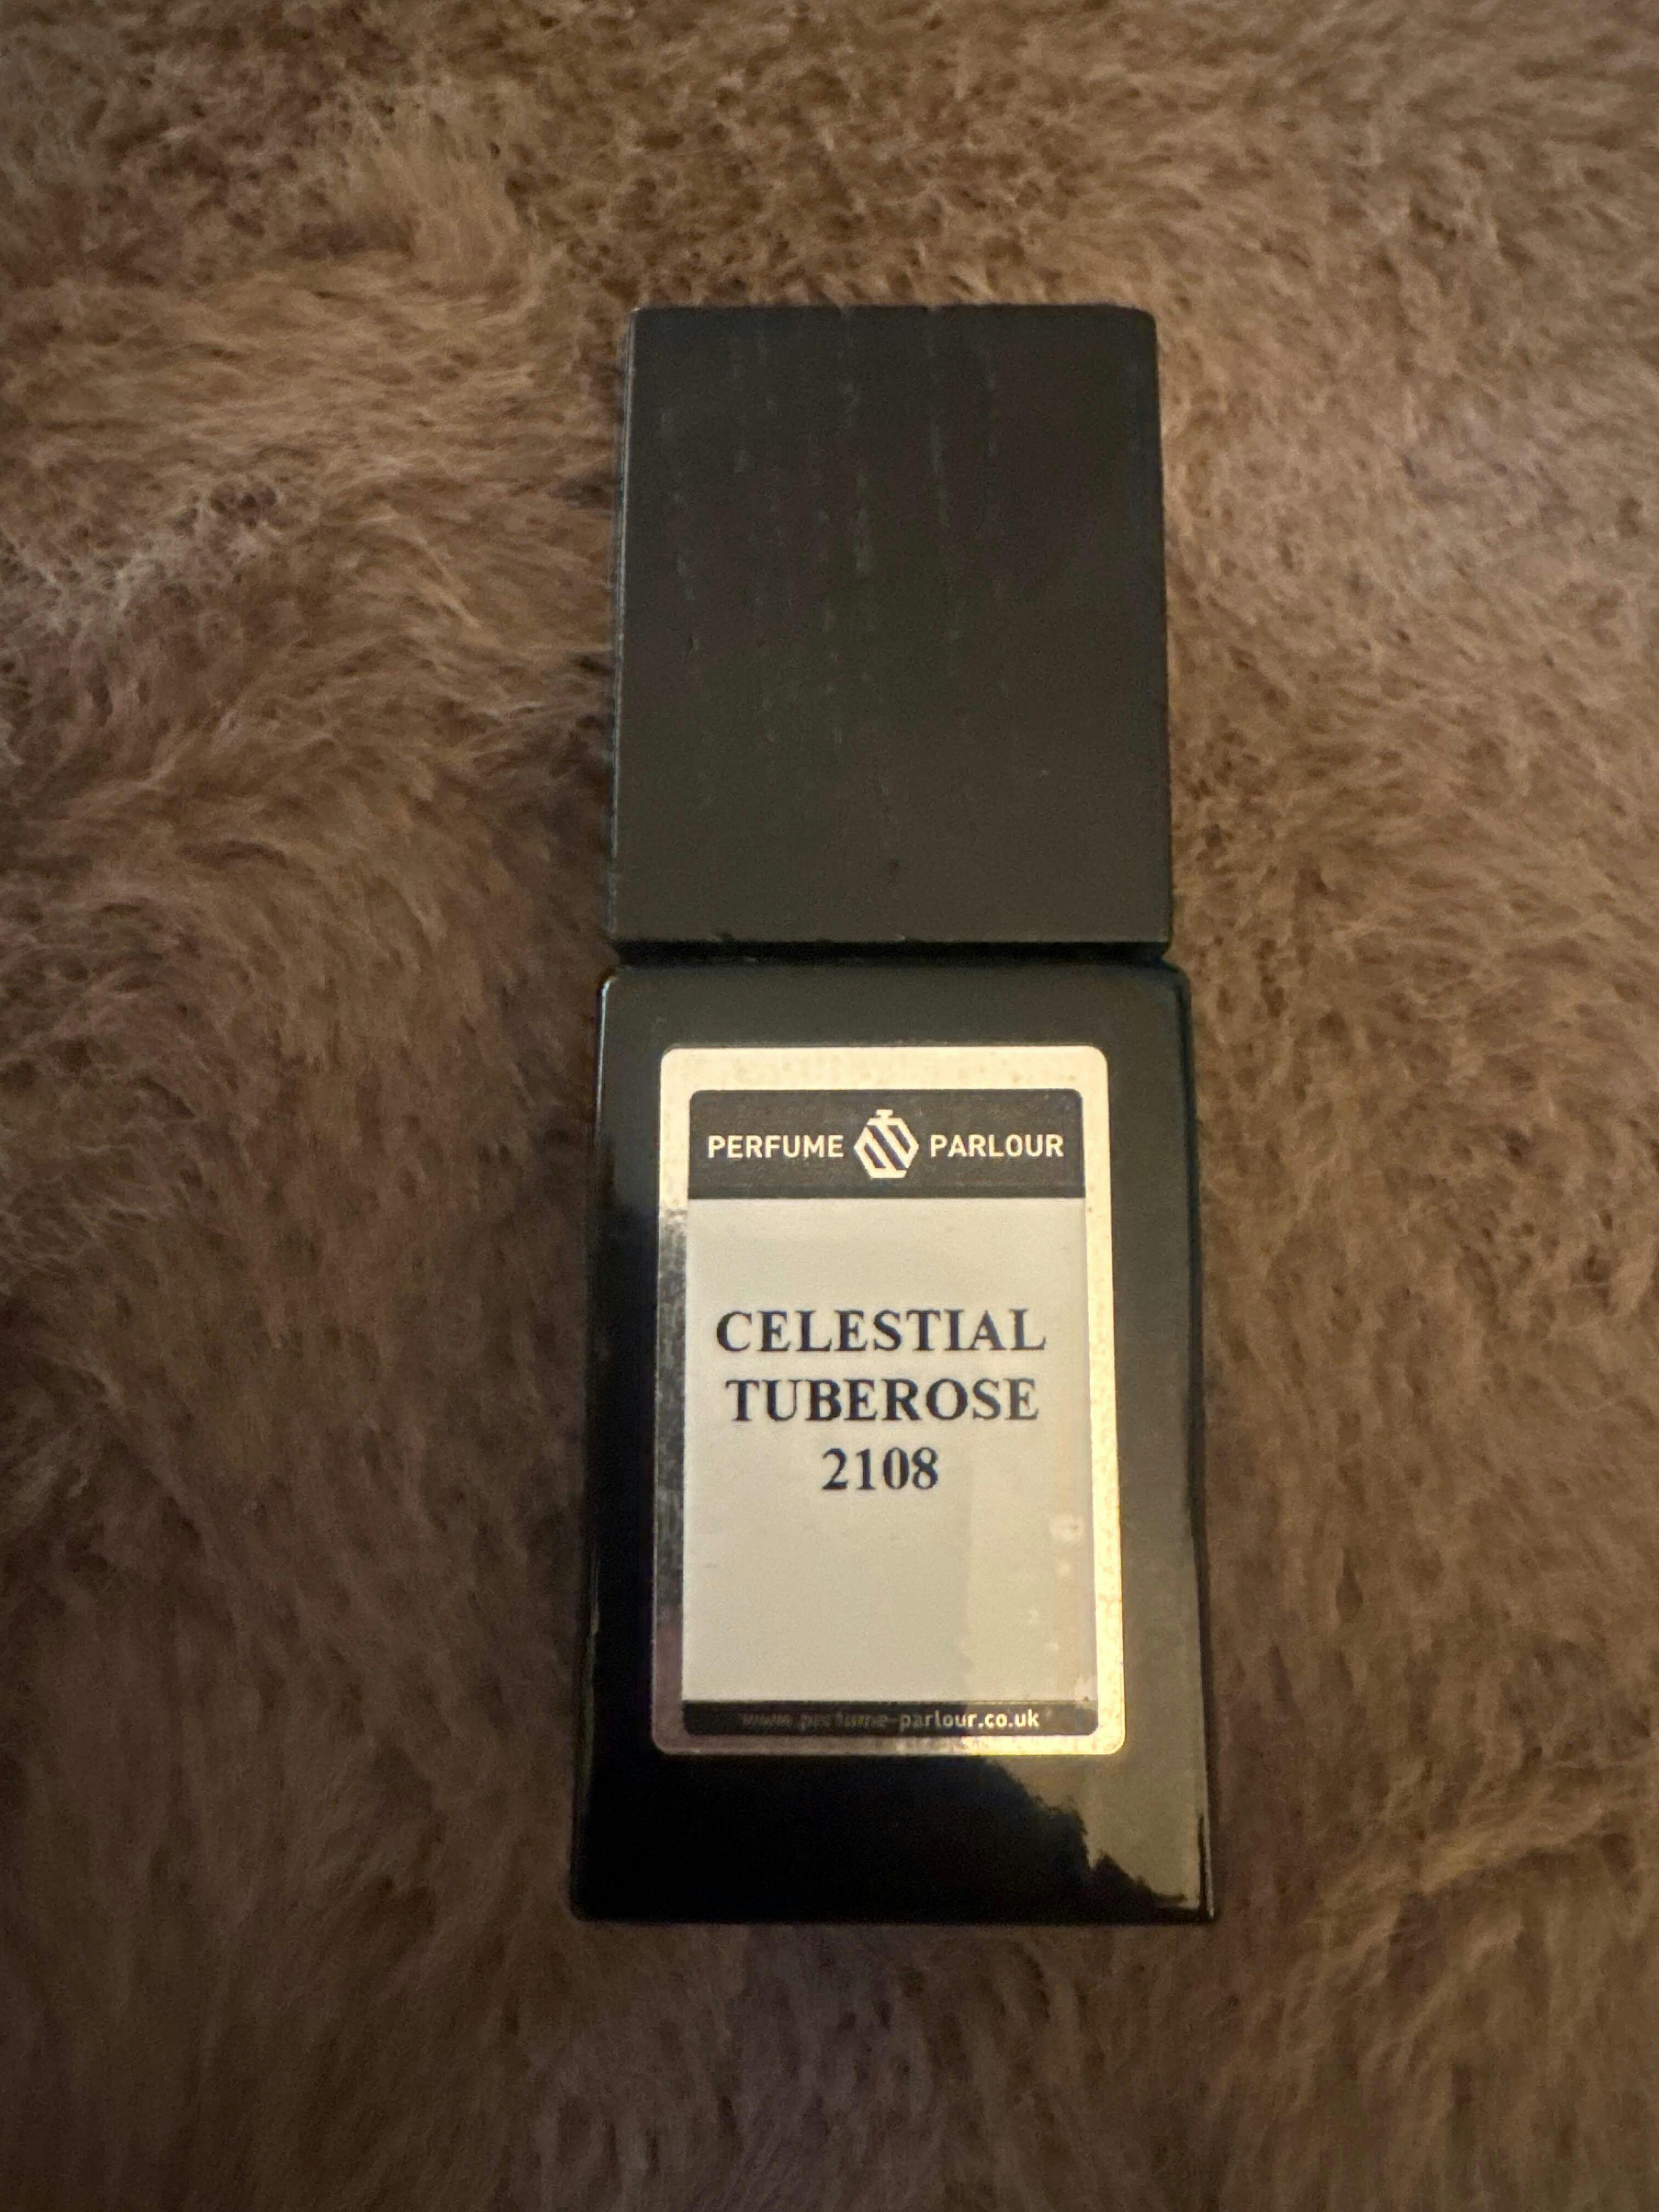 PERFUME PARLOUR
CELESTIAL
TUBEROSE
2108
www.perfume-parlour.co.uk